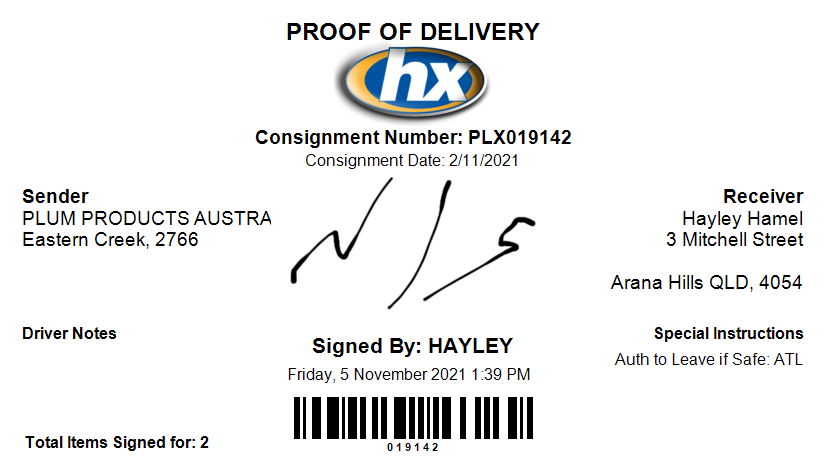 PROOF OF DELIVERY
hx
Consignment Number: PLX019142
Consignment Date: 2/11/2021
Sender
PLUM PRODUCTS AUSTRA
Eastern Creek, 2766
Receiver
Hayley Hamel
3 Mitchell Street
Arana Hills QLD, 4054
N/S
Driver Notes
Signed By: HAYLEY
Friday, 5 November 2021 1:39 PM
Special Instructions
Auth to Leave if Safe: ATL
019142
Total Items Signed for: 2